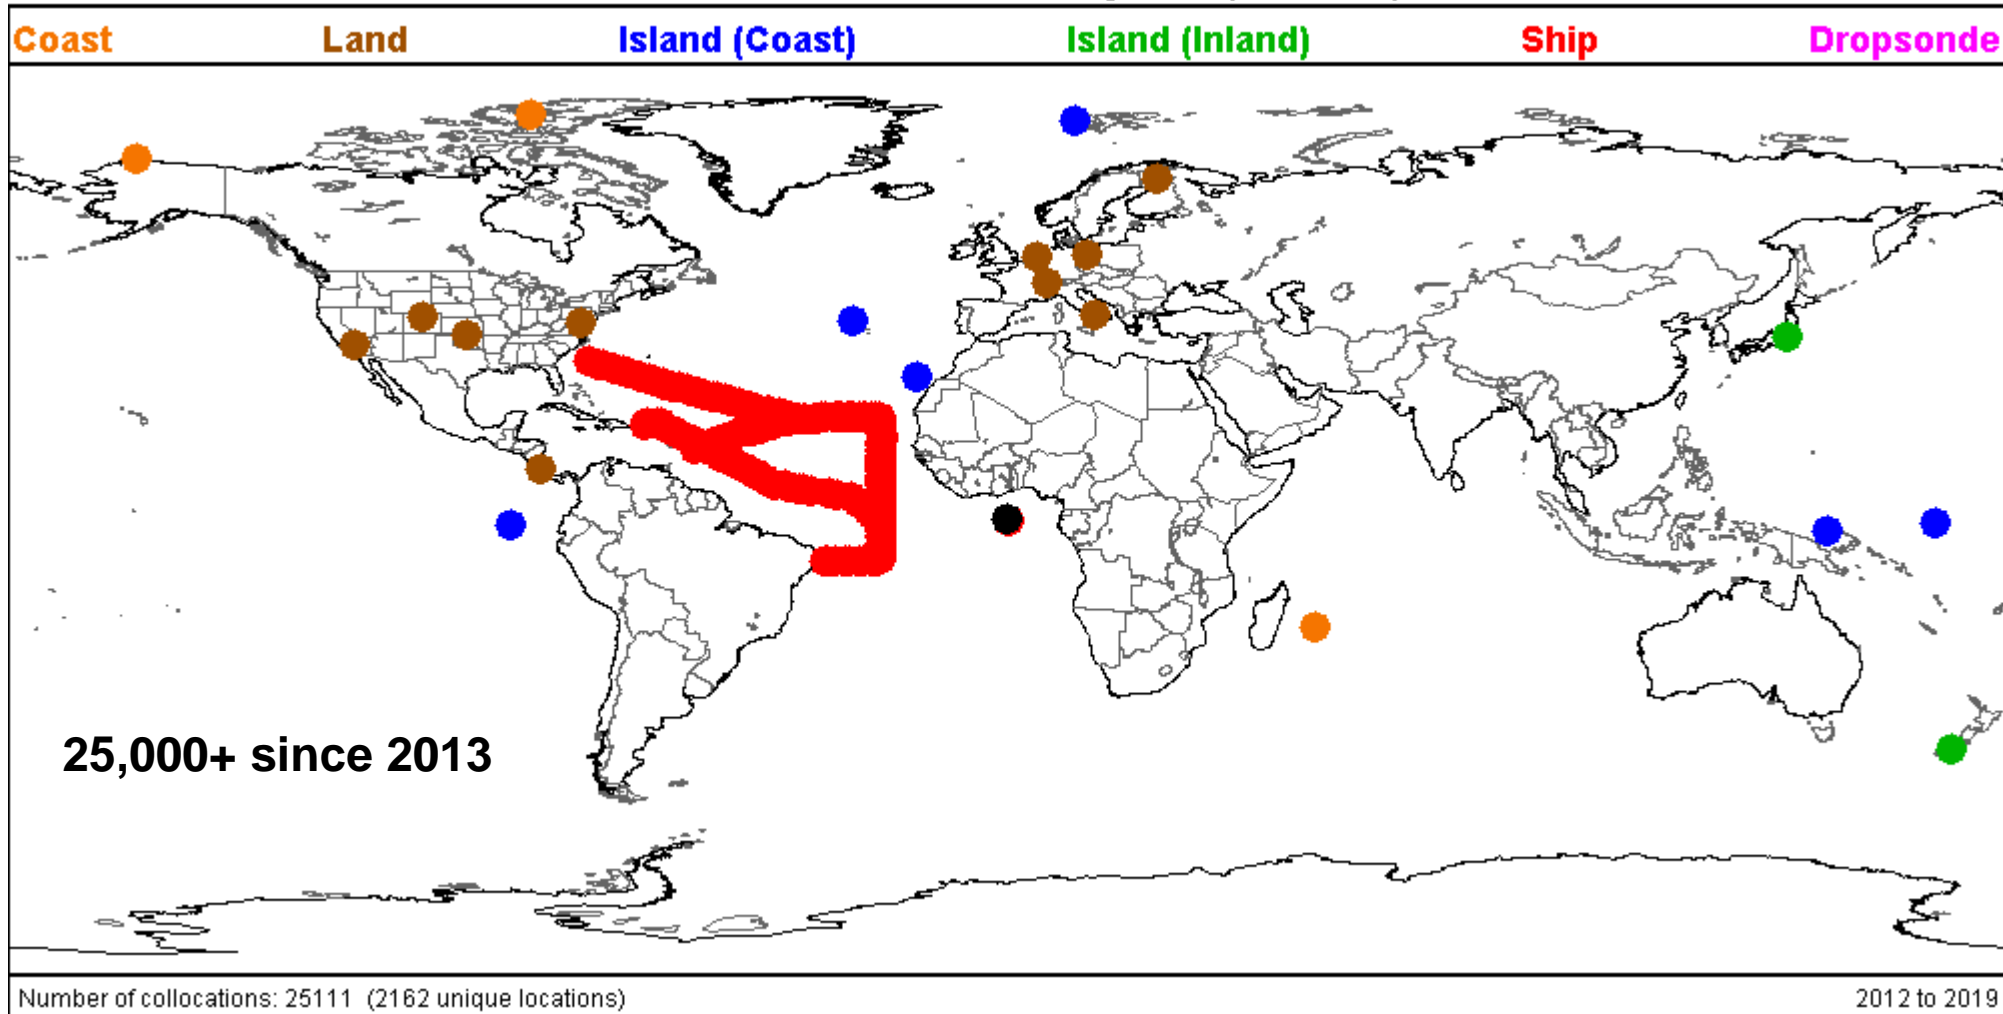 Coast Land Island (Coast) Island (Inland) Ship Dropsonde
25,000+ since 2013
Number of collocations: 25111 (2162 unique locations) 2012 to 2019